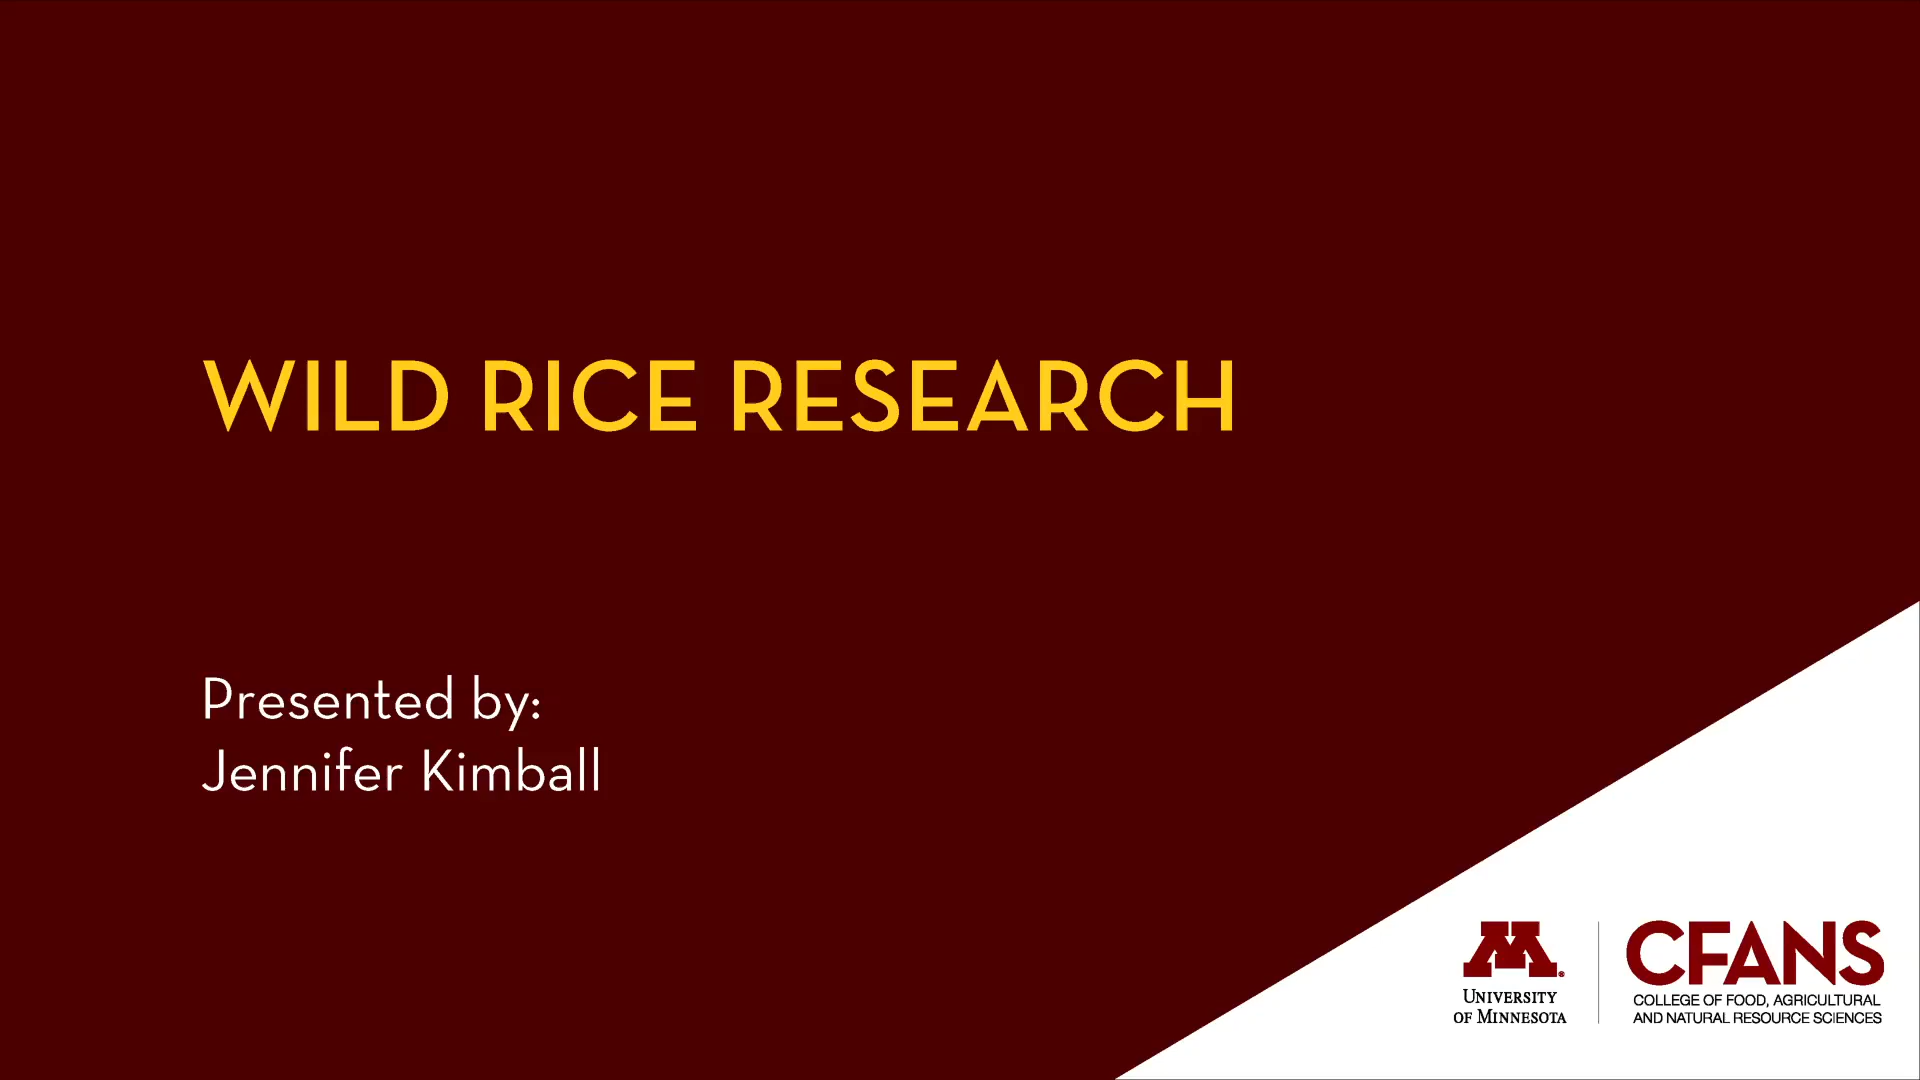 WILD RICE RESEARCH
Presented by:
Jennifer Kimball
M®
UNIVERSITY
OF MINNESOTA
CFANS
COLLEGE OF FOOD, AGRICULTURAL
AND NATURAL RESOURCE SCIENCES